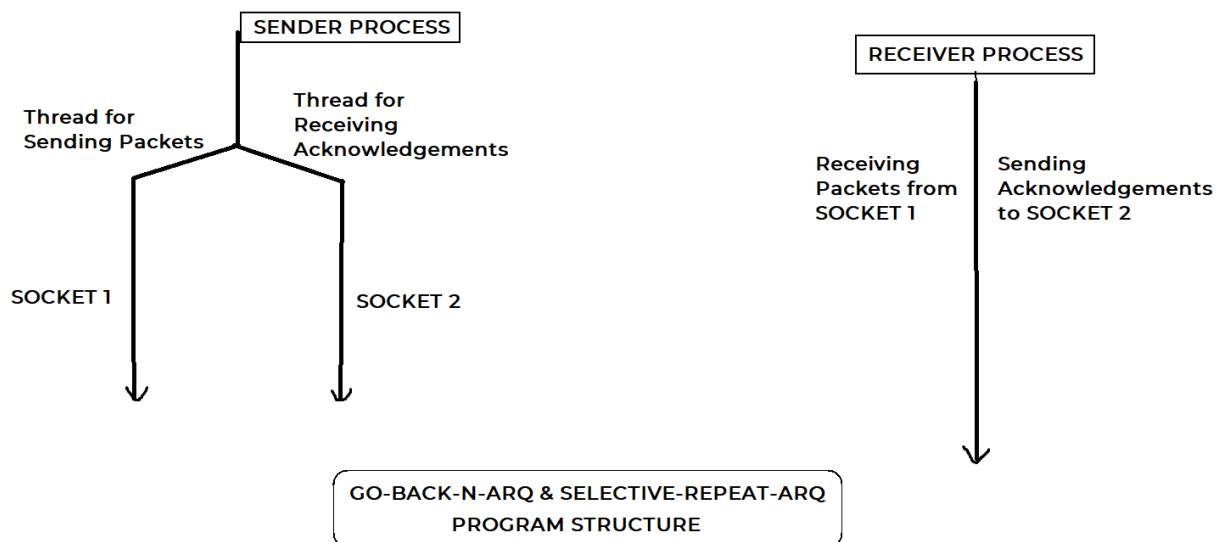 SENDER PROCESS
RECEIVER PROCESS
Thread for
Sending Packets
Thread for
Receiving
Acknowledgements
Receiving
Packets from
SOCKET 1
Sending
Acknowledgements
to SOCKET 2
SOCKET 1
SOCKET 2
GO-BACK-N-ARQ & SELECTIVE-REPEAT-ARQ
PROGRAM STRUCTURE